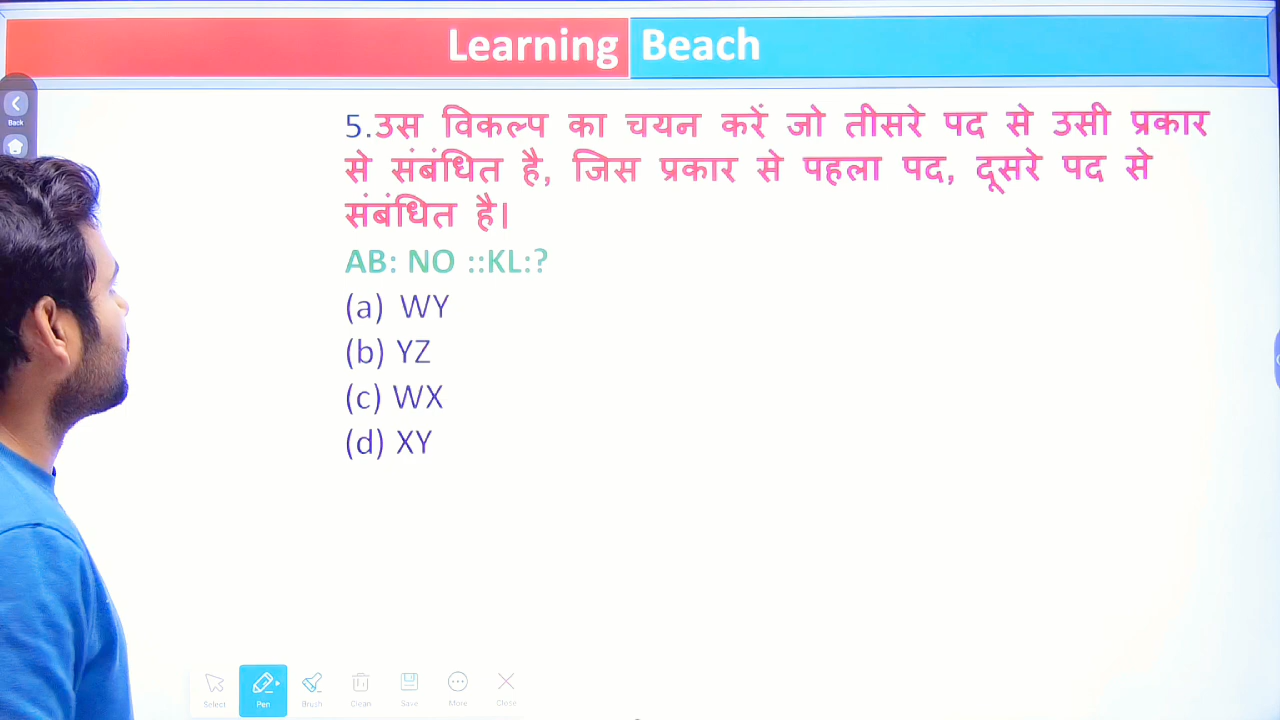 Learning Beach
Back
5.उस विकल्प का चयन करें जो तीसरे पद से उसी प्रकार
से संबंधित है, जिस प्रकार से पहला पद, दूसरे पद से
संबंधित है।
AB: NO ::KL:?
(a) WY
(b) YZ
(c) WX
(d) XY
Select Pen Brush Clean Save More Close